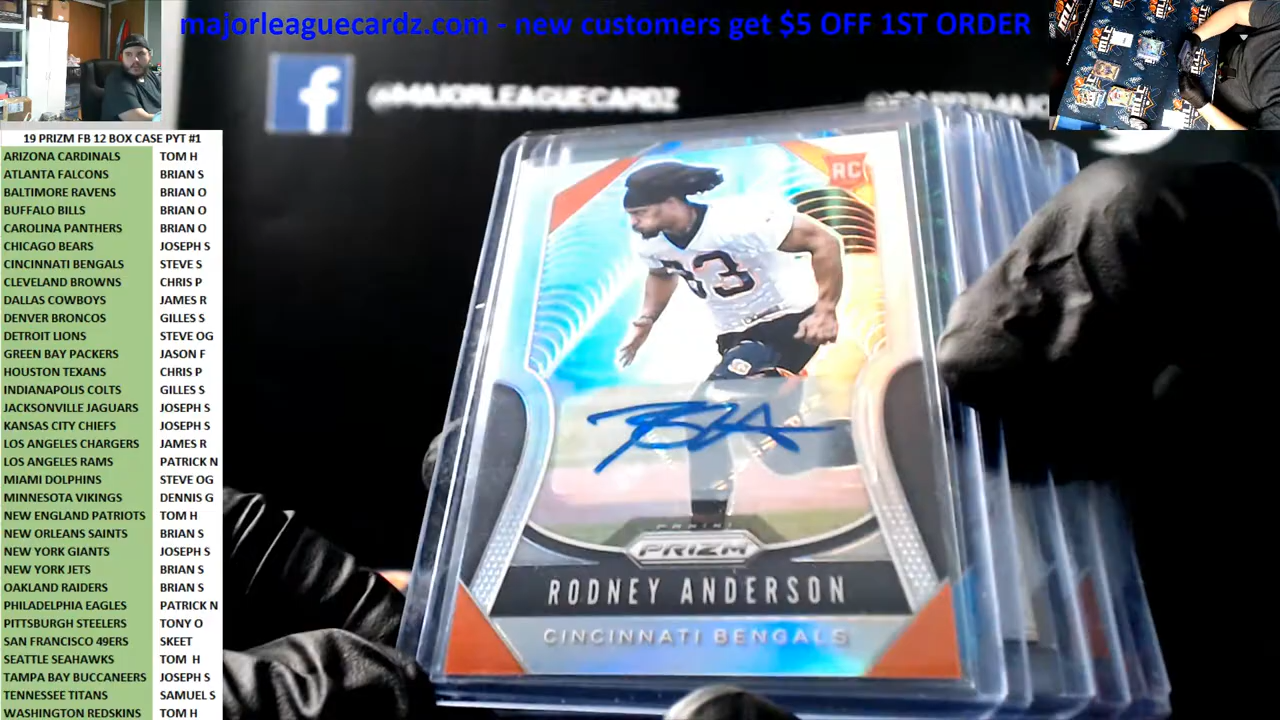 majorleaguecardz.com - new customers get $5 OFF 1ST ORDER
@MAJORLEAGUECARDZ
19 PRIZM FB 12 BOX CASE PYT #1
ARIZONA CARDINALS TOM H
ATLANTA FALCONS BRIAN S
BALTIMORE RAVENS BRIAN O
BUFFALO BILLS BRIAN O
CAROLINA PANTHERS BRIAN O
CHICAGO BEARS JOSEPH S
CINCINNATI BENGALS STEVE S
CLEVELAND BROWNS CHRIS P
DALLAS COWBOYS JAMES R
DENVER BRONCOS GILLES S
DETROIT LIONS STEVE OG
GREEN BAY PACKERS JASON F
HOUSTON TEXANS CHRIS P
INDIANAPOLIS COLTS GILLES S
JACKSONVILLE JAGUARS JOSEPH S
KANSAS CITY CHIEFS JOSEPH S
LOS ANGELES CHARGERS JAMES R
LOS ANGELES RAMS PATRICK N
MIAMI DOLPHINS STEVE OG
MINNESOTA VIKINGS DENNIS G
NEW ENGLAND PATRIOTS TOM H
NEW ORLEANS SAINTS BRIAN S
NEW YORK GIANTS JOSEPH S
NEW YORK JETS BRIAN S
OAKLAND RAIDERS BRIAN S
PHILADELPHIA EAGLES PATRICK N
PITTSBURGH STEELERS TONY O
SAN FRANCISCO 49ERS SKEET
SEATTLE SEAHAWKS TOM H
TAMPA BAY BUCCANEERS JOSEPH S
TENNESSEE TITANS SAMUEL S
WASHINGTON REDSKINS TOM H
RC
PANINI
PRIZM
RODNEY ANDERSON
CINCINNATI BENGALS